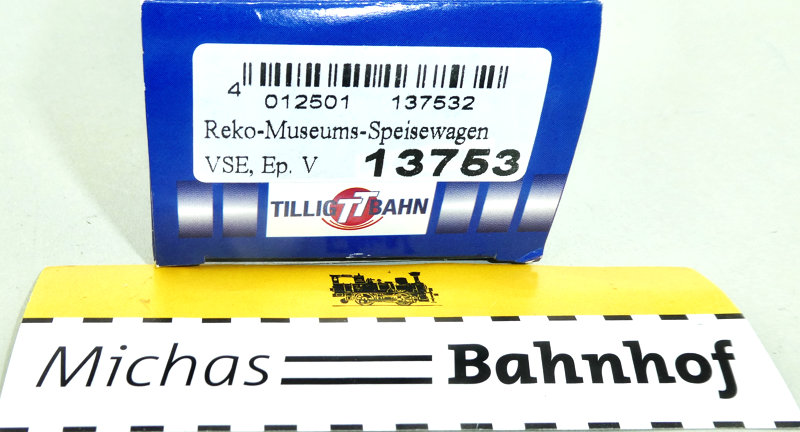 4 012501 137532
Reko-Museums-Speisewagen
VSE, Ep. V 13753
TILLIG TT BAHN
Michas Bahnhof